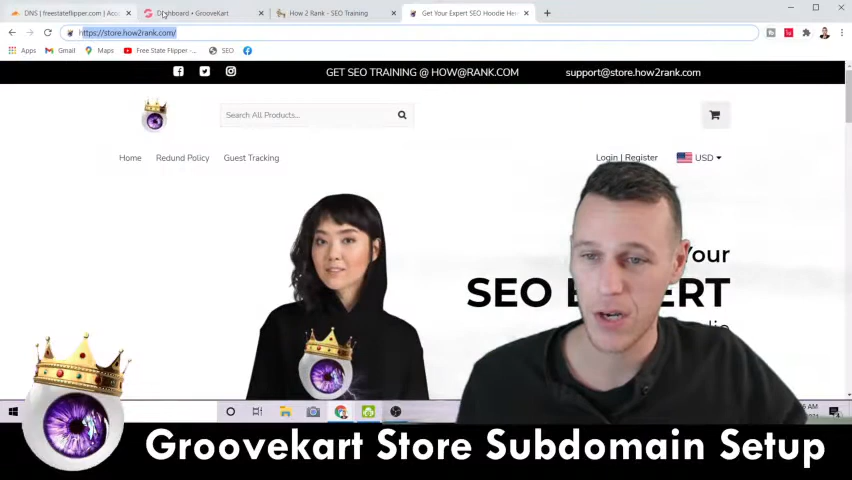 DNS | freestateflipper.com | Acco
Dashboard • GrooveKart
How 2 Rank - SEO Training
Get Your Expert SEO Hoodie Her
https://store.how2rank.com/
Apps
Gmail
Maps
Free State Flipper -...
SEO
GET SEO TRAINING @ HOW@RANK.COM
support@store.how2rank.com
Search All Products...
Home
Redund Policy
Guest Tracking
Login | Register
USD
Your
SEO E ERT
Groovekart Store Subdomain Setup